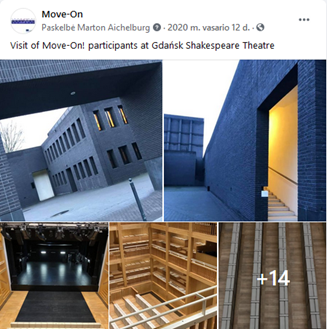 Move-On
Paskelbė Marton Aichelburg · 2020 m. vasario 12 d. ·
Visit of Move-On! participants at Gdańsk Shakespeare Theatre
+14